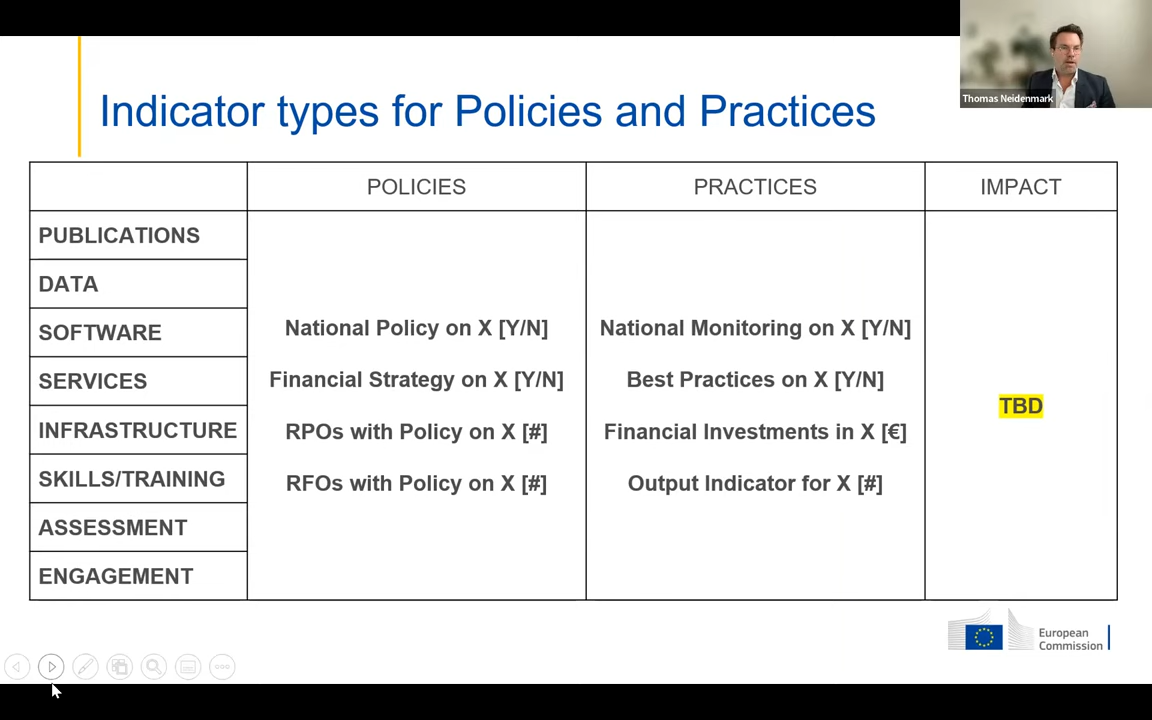 Thomas Neidenmark
Indicator types for Policies and Practices
POLICIES
PRACTICES
IMPACT
PUBLICATIONS
DATA
SOFTWARE
SERVICES
INFRASTRUCTURE
SKILLS/TRAINING
ASSESSMENT
ENGAGEMENT
National Policy on X [Y/N]
Financial Strategy on X [Y/N]
RPOs with Policy on X [#]
RFOs with Policy on X [#]
National Monitoring on X [Y/N]
Best Practices on X [Y/N]
Financial Investments in X [€]
Output Indicator for X [#]
TBD
European
Commission